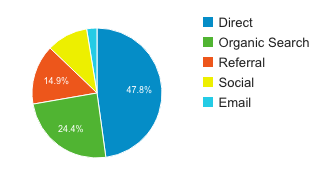 Direct
Organic Search
Referral
Social
Email
47.8%
24.4%
14.9%